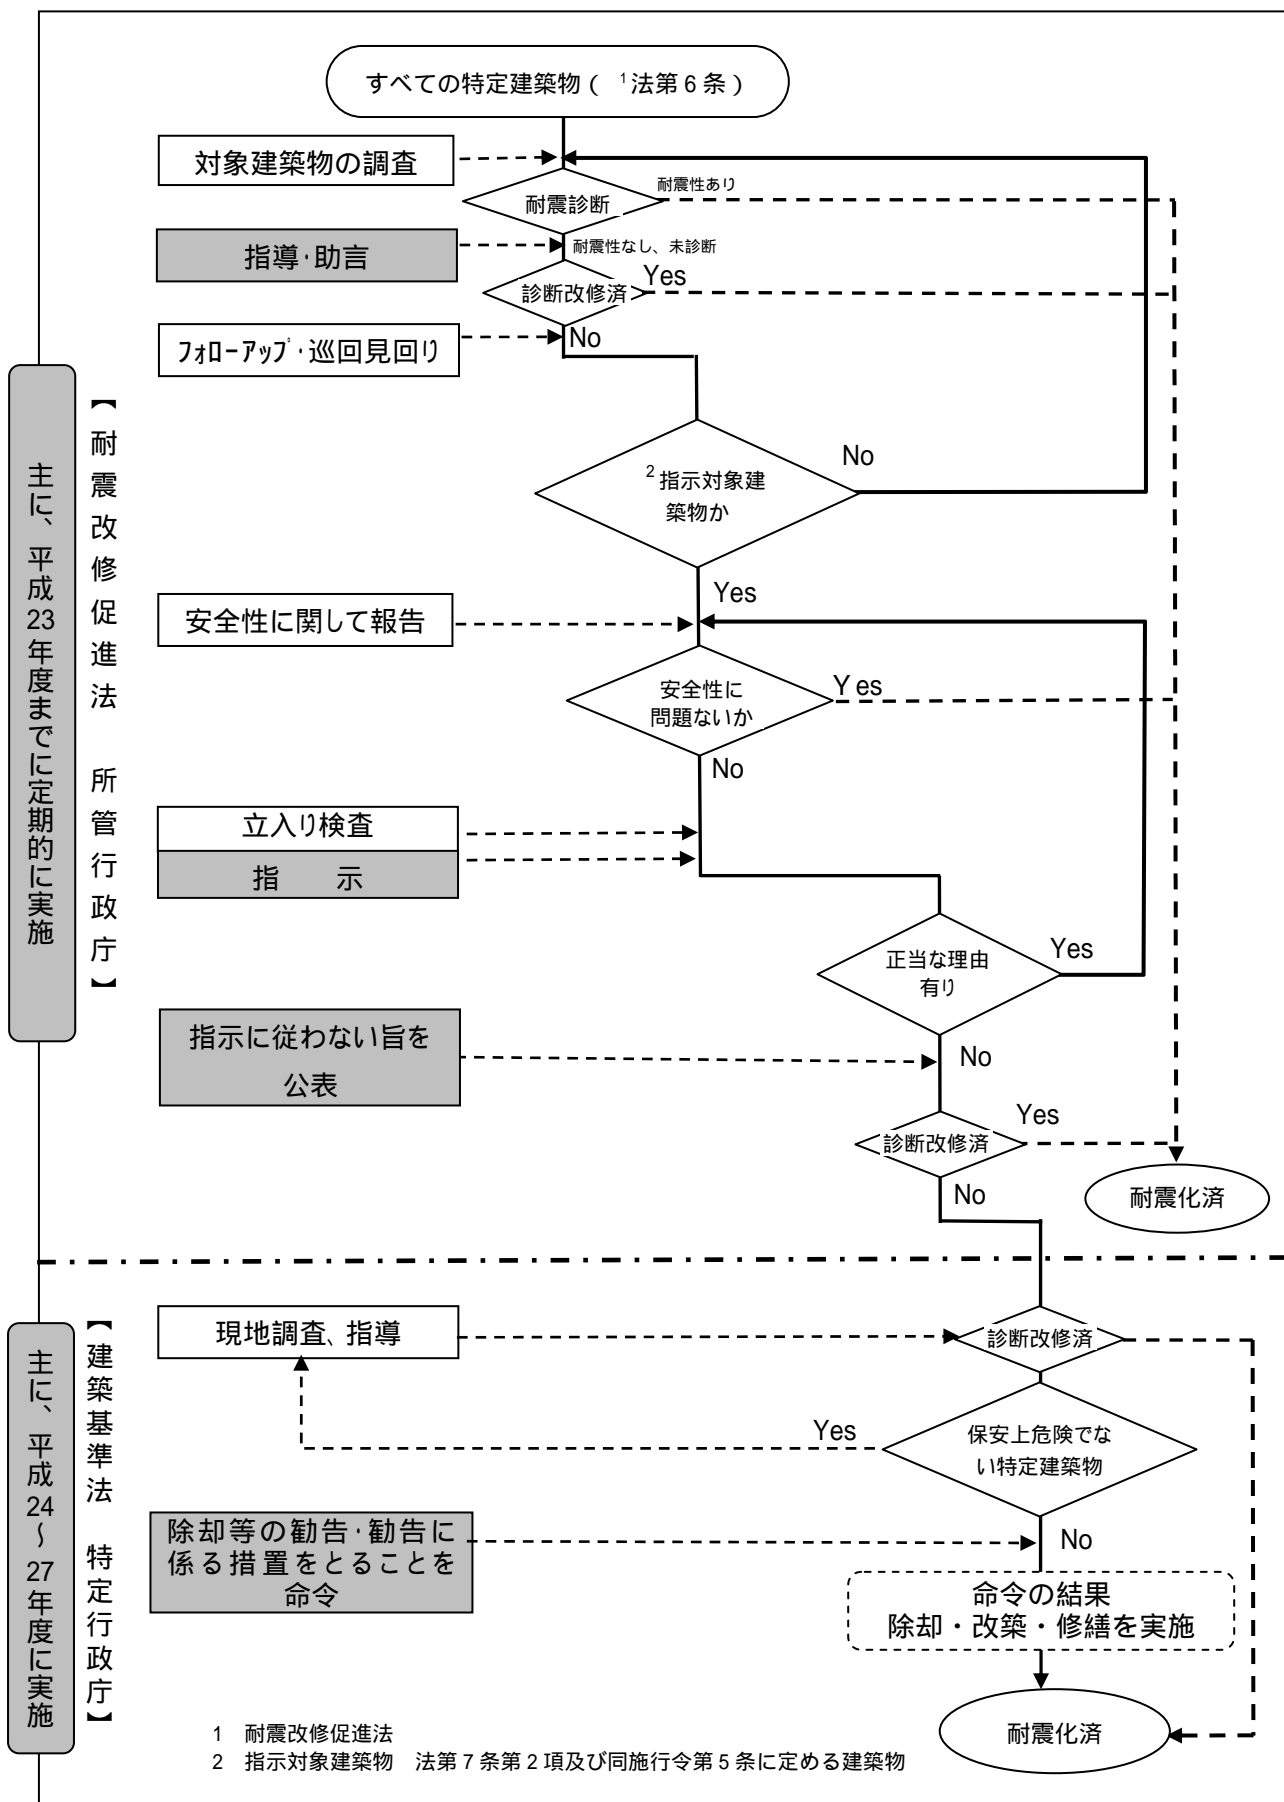 すべての特定建築物（ 1法第6条）
対象建築物の調査
耐震診断
耐震性あり
指導・助言
耐震性なし、未診断
診断改修済
Yes
フォローアップ・巡回見回り
No
2指示対象建
築物か
No
Yes
安全性に関して報告
安全性に
問題ないか
Yes
No
立入り検査
指　示
正当な理由
有り
Yes
指示に従わない旨を
公表
No
診断改修済
Yes
No
耐震化済
主に、平成23年度までに定期的に実施
【耐震改修促進法　所管行政庁】
現地調査、指導
診断改修済
Yes
保安上危険でな
い特定建築物
除却等の勧告・勧告に
係る措置をとることを
命令
No
命令の結果
除却・改築・修繕を実施
耐震化済
主に、平成24～27年度に実施
【建築基準法　特定行政庁】
1　耐震改修促進法
2　指示対象建築物　法第7条第2項及び同施行令第5条に定める建築物